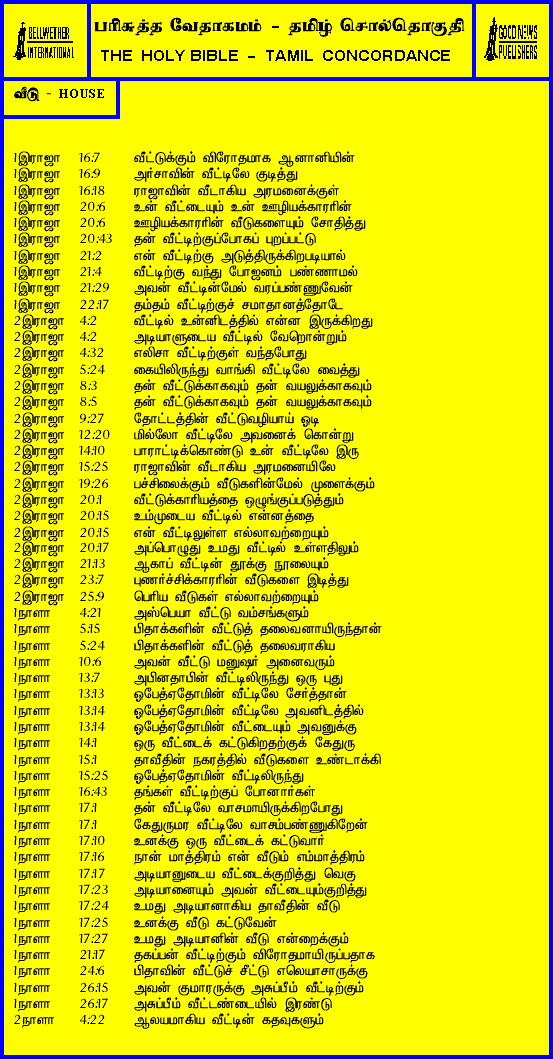 BELLWETHER
INTERNATIONAL
பரிசுத்த வேதாகமம் - தமிழ் சொல்தொகுதி
THE HOLY BIBLE - TAMIL CONCORDANCE
GOOD NEWS
PUBLISHERS
வீடு - HOUSE
1இராஜா 16:7 வீட்டுக்கும் விரோதமாக ஆனானியின்
1இராஜா 16:9 அர்சாவின் வீட்டிலே குடித்து
1இராஜா 16:18 ராஜாவின் வீடாகிய அரமனைக்குள்
1இராஜா 20:6 உன் வீட்டையும் உன் ஊழியக்காரரின்
1இராஜா 20:6 ஊழியக்காரரின் வீடுகளையும் சோதித்து
1இராஜா 20:43 தன் வீட்டிற்குப்போகப் புறப்பட்டு
1இராஜா 21:2 என் வீட்டிற்கு அடுத்திருக்கிறபடியால்
1இராஜா 21:4 வீட்டிற்கு வந்து போஜனம் பண்ணாமல்
1இராஜா 21:29 அவன் வீட்டின்மேல் வரப்பண்ணுவேன்
1இராஜா 22:17 தம்தம் வீட்டிற்குச் சமாதானத்தோடே
2இராஜா 4:2 வீட்டில் உன்னிடத்தில் என்ன இருக்கிறது
2இராஜா 4:2 அடியாளுடைய வீட்டில் வேறொன்றும்
2இராஜா 4:32 எலிசா வீட்டிற்குள் வந்தபோது
2இராஜா 5:24 கையிலிருந்து வாங்கி வீட்டிலே வைத்து
2இராஜா 8:3 தன் வீட்டுக்காகவும் தன் வயலுக்காகவும்
2இராஜா 8:5 தன் வீட்டுக்காகவும் தன் வயலுக்காகவும்
2இராஜா 9:27 தோட்டத்தின் வீட்டுவழியாய் ஓடி
2இராஜா 12:20 மில்லோ வீட்டிலே அவனைக் கொன்று
2இராஜா 14:10 பாராட்டிக்கொண்டு உன் வீட்டிலே இரு
2இராஜா 15:25 ராஜாவின் வீடாகிய அரமனையிலே
2இராஜா 19:26 பச்சிலைக்கும் வீடுகளின்மேல் முளைக்கும்
2இராஜா 20:1 வீட்டுக்காரியத்தை ஒழுங்குப்படுத்தும்
2இராஜா 20:15 உம்முடைய வீட்டில் என்னத்தை
2இராஜா 20:15 என் வீட்டிலுள்ள எல்லாவற்றையும்
2இராஜா 20:17 அப்பொழுது உமது வீட்டில் உள்ளதிலும்
2இராஜா 21:13 ஆகாப் வீட்டின் தூக்கு நூலையும்
2இராஜா 23:7 புணர்ச்சிக்காரரின் வீடுகளை இடித்து
2இராஜா 25:9 பெரிய வீடுகள் எல்லாவற்றையும்
1நாளா 4:21 அஸ்பெயா வீட்டு வம்சங்களும்
1நாளா 5:15 பிதாக்களின் வீட்டுத் தலைவனாயிருந்தான்
1நாளா 5:24 பிதாக்களின் வீட்டுத் தலைவராகிய
1நாளா 10:6 அவன் வீட்டு மனுஷர் அனைவரும்
1நாளா 13:7 அபினதாபின் வீட்டிலிருந்து ஒரு புது
1நாளா 13:13 ஓபேத்ஏதோமின் வீட்டிலே சேர்த்தான்
1நாளா 13:14 ஓபேத்ஏதோமின் வீட்டிலே அவனிடத்தில்
1நாளா 13:14 ஓபேத்ஏதோமின் வீட்டையும் அவனுக்கு
1நாளா 14:1 ஒரு வீட்டைக் கட்டுகிறதற்குக் கேதுரு
1நாளா 15:1 தாவீதின் நகரத்தில் வீடுகளை உண்டாக்கி
1நாளா 15:25 ஓபேத்ஏதோமின் வீட்டிலிருந்து
1நாளா 16:43 தங்கள் வீட்டிற்குப் போனார்கள்
1நாளா 17:1 தன் வீட்டிலே வாசமாயிருக்கிறபோது
1நாளா 17:1 கேதுருமர வீட்டிலே வாசம்பண்ணுகிறேன்
1நாளா 17:10 உனக்கு ஒரு வீட்டைக் கட்டுவார்
1நாளா 17:16 நான் மாத்திரம் என் வீடும் எம்மாத்திரம்
1நாளா 17:17 அடியானுடைய வீட்டைக்குறித்து வெகு
1நாளா 17:23 அடியானையும் அவன் வீட்டையும்குறித்து
1நாளா 17:24 உமது அடியானாகிய தாவீதின் வீடு
1நாளா 17:25 உனக்கு வீடு கட்டுவேன்
1நாளா 17:27 உமது அடியானின் வீடு என்றைக்கும்
1நாளா 21:17 தகப்பன் வீட்டிற்கும் விரோதமாயிருப்பதாக
1நாளா 24:6 பிதாவின் வீட்டுச் சீட்டு எலெயாசாருக்கு
1நாளா 26:15 அவன் குமாரருக்கு அசுப்பீம் வீட்டிற்கும்
1நாளா 26:17 அசுப்பீம் வீட்டண்டையில் இரண்டு
2நாளா 4:22 ஆலயமாகிய வீட்டின் கதவுகளும்